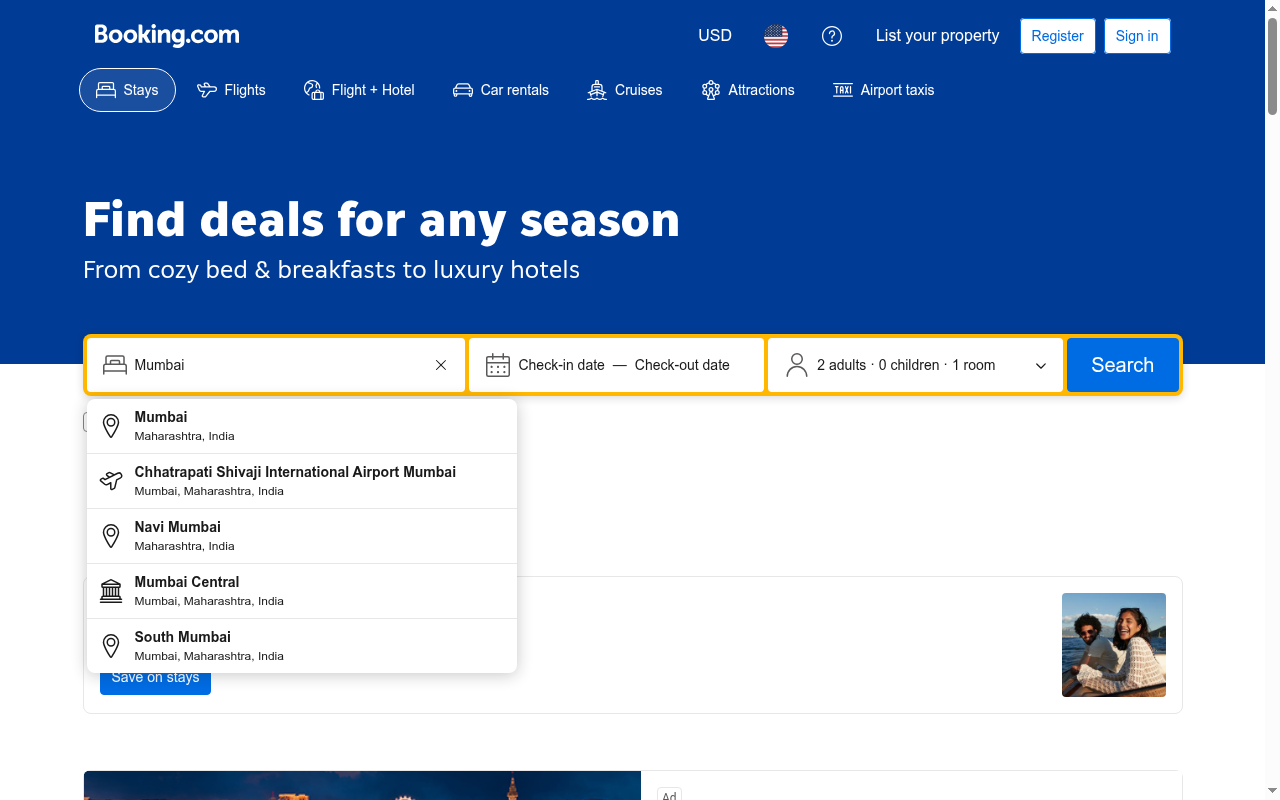 Booking.com
USD
List your property
Register
Sign in
Stays
Flights
Flight + Hotel
Car rentals
Cruises
Attractions
TAXI
Airport taxis
Find deals for any season
From cozy bed & breakfasts to luxury hotels
Mumbai
Check-in date — Check-out date
2 adults · 0 children · 1 room
Search
Mumbai
Maharashtra, India
Chhatrapati Shivaji International Airport Mumbai
Mumbai, Maharashtra, India
Navi Mumbai
Maharashtra, India
Mumbai Central
Mumbai, Maharashtra, India
South Mumbai
Mumbai, Maharashtra, India
Save on stays
Ad